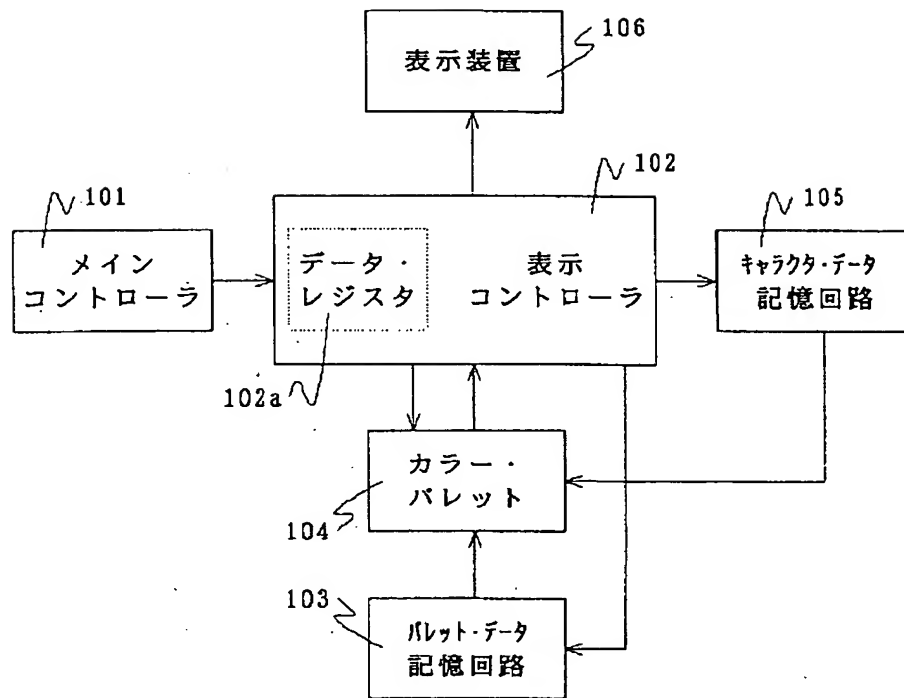 106
表示装置
102
101
105
メイン
コントローラ
データ・
レジスタ
表示
コントローラ
キャラクタ・データ
記憶回路
102a
カラー・
パレット
104
103
パレット・データ
記憶回路